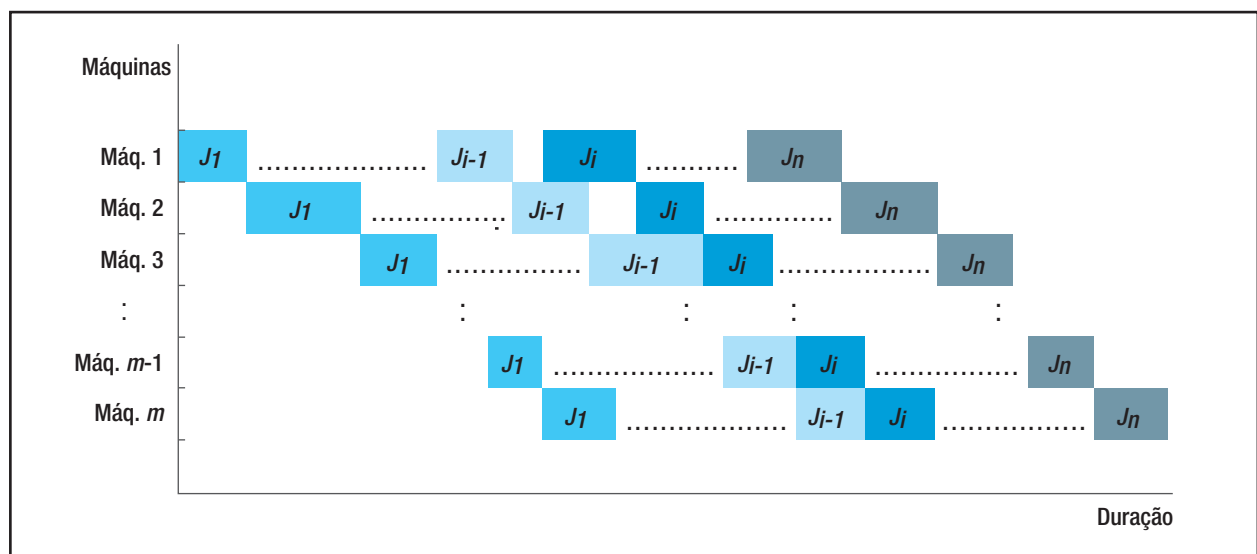 Máquinas
Máq. 1 J1 ................... Ji-1 Ji ........... Jn
Máq. 2 J1 ............... Ji-1 Ji .............. Jn
Máq. 3 J1 ............... Ji-1 Ji .................. Jn
: : : : :
Máq. m-1 J1 .................. Ji-1 Ji ................. Jn
Máq. m J1 .................. Ji-1 Ji ................. Jn
Duração